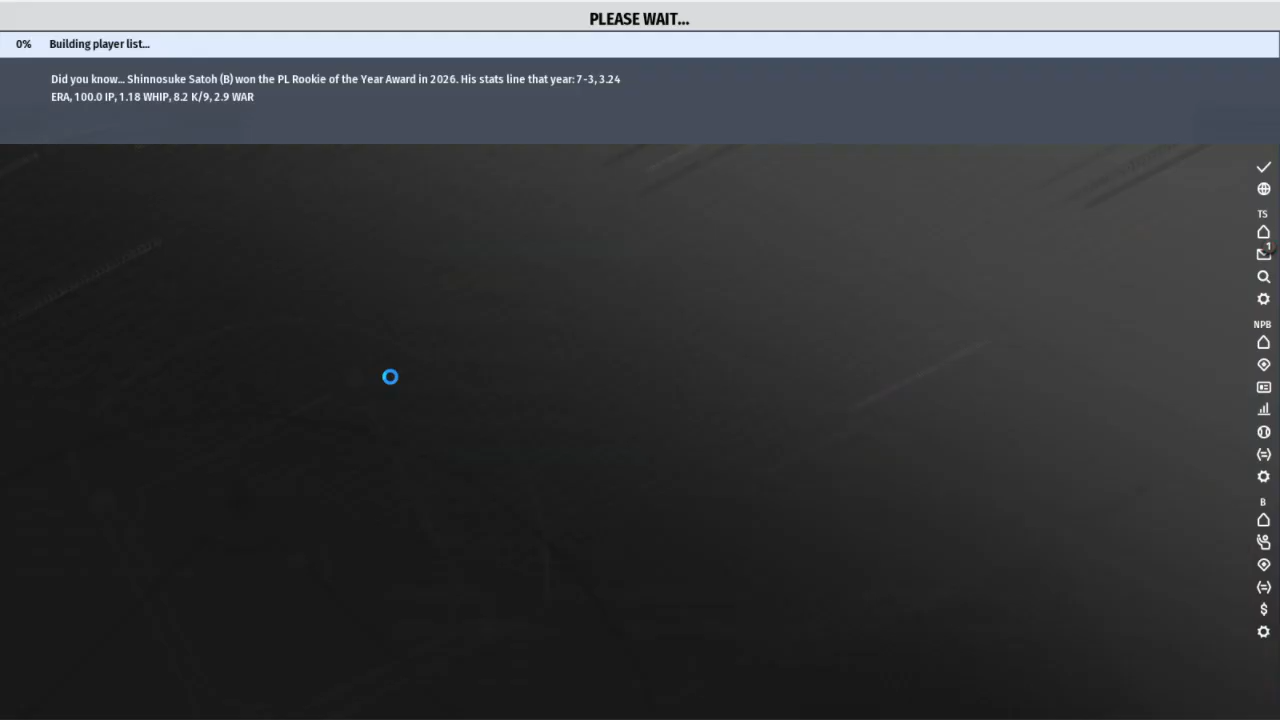 PLEASE WAIT...
0% Building player list...
Did you know... Shinnosuke Satoh (B) won the PL Rookie of the Year Award in 2026. His stats line that year: 7-3, 3.24
ERA, 100.0 IP, 1.18 WHIP, 8.2 K/9, 2.9 WAR
TS
1
NPB
B
$